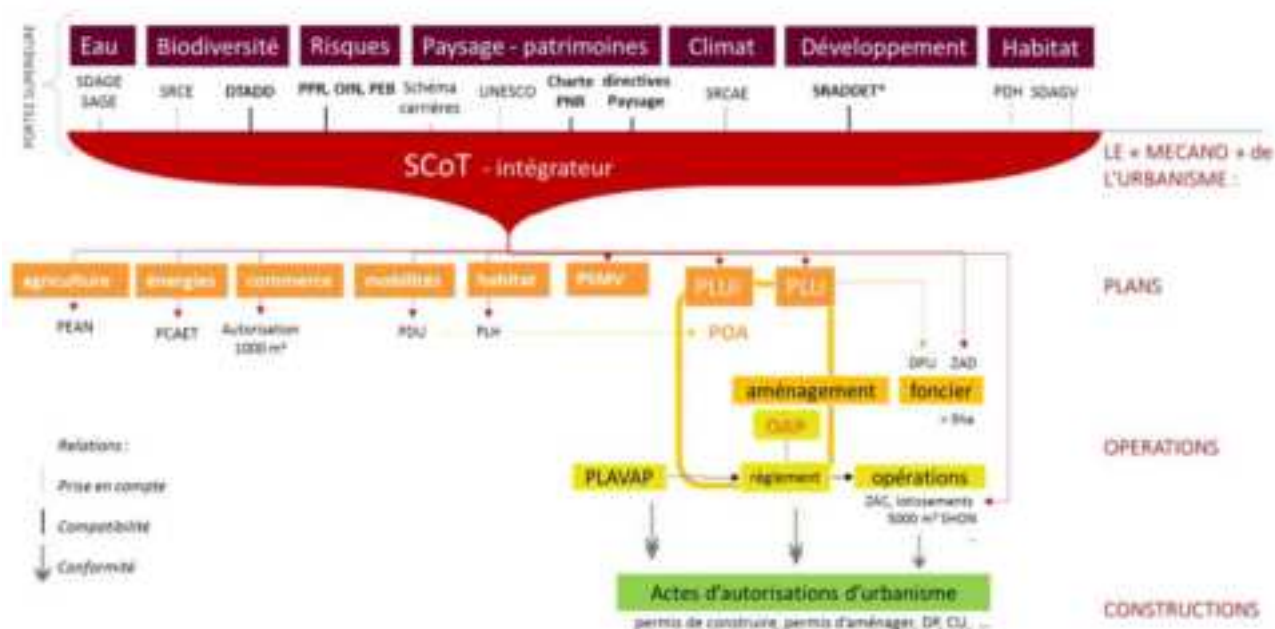 PORTEE SUPERIEURE
Eau
Biodiversité
Risques
Paysage - patrimoines
Climat
Développement
Habitat
SDAGE
SAGE
SRCE
DTADD
PPR, OIN, PEB
Schéma
carrières
UNESCO
Charte
PNR
directives
Paysage
SRCAE
SRADDET*
PDH SDAGV
SCoT - intégrateur
LE « MECANO » de
L'URBANISME :
agriculture
énergies
commerce
mobilités
habitat
PSMV
PLUi
PLU
PLANS
PEAN
PCAET
Autorisation
1000 m²
PDU
PLH
POA
DPU ZAD
aménagement
foncier
OAP
OPERATIONS
PLAVAP
règlement
opérations
ZAC, lotissements
5000 m² SHON
Relations :
Prise en compte
Compatibilité
Conformité
Actes d'autorisations d'urbanisme
permis de construire, permis d'aménager, DP, CU, ...
CONSTRUCTIONS